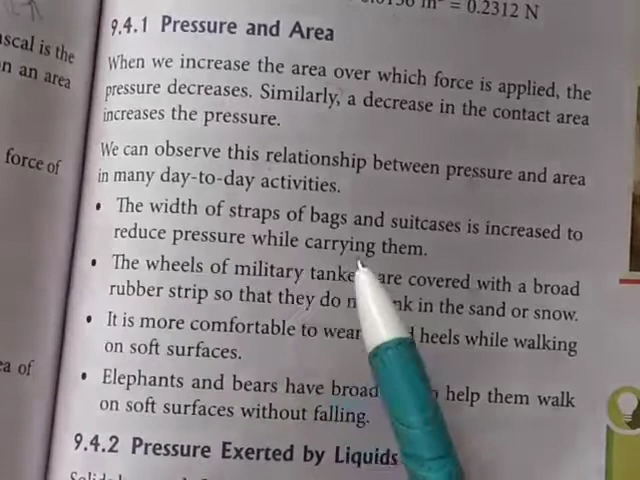 m² = 0.2312 N
9.4.1 Pressure and Area
ascal is the
an area
When we increase the area over which force is applied, the
pressure decreases. Similarly, a decrease in the contact area
increases the pressure.
force of
We can observe this relationship between pressure and area
in many day-to-day activities.
• The width of straps of bags and suitcases is increased to
reduce pressure while carrying them.
• The wheels of military are covered with a broad
rubber strip so that they do in the sand or snow.
• It is more comfortable to wear heels while walking
on soft surfaces.
of
• Elephants and bears have broad help them walk
on soft surfaces without falling.
9.4.2 Pressure Exerted by Liquids